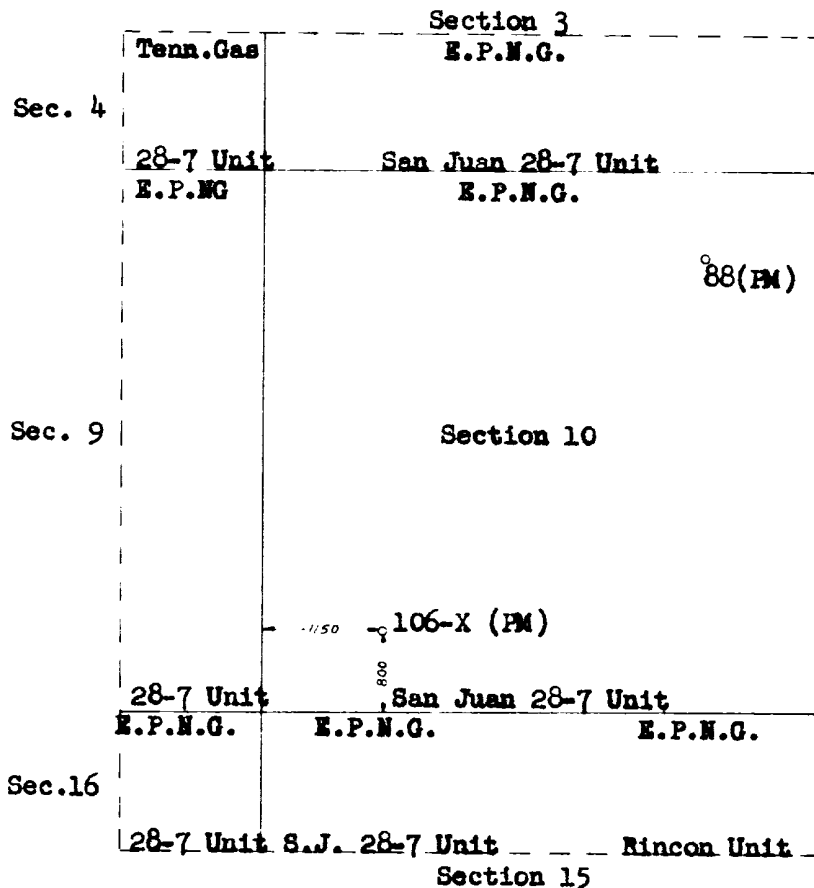 Section 3
Tenn.Gas E.P.N.G.
Sec. 4
28-7 Unit San Juan 28-7 Unit
E.P.NG E.P.N.G.
88(PM)
Sec. 9 Section 10
1150 106-X (PM)
800
28-7 Unit San Juan 28-7 Unit
E.P.N.G. E.P.N.G. E.P.N.G.
Sec.16
28-7 Unit S.J. 28-7 Unit Rincon Unit
Section 15